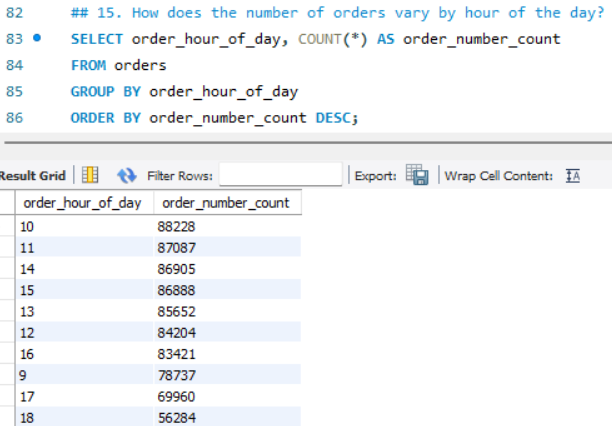 82 ## 15. How does the number of orders vary by hour of the day?
83 SELECT order_hour_of_day, COUNT(*) AS order_number_count
84 FROM orders
85 GROUP BY order_hour_of_day
86 ORDER BY order_number_count DESC;
Result Grid Filter Rows: Export: Wrap Cell Content: IA
order_hour_of_day order_number_count
10 88228
11 87087
14 86905
15 86888
13 85652
12 84204
16 83421
9 78737
17 69960
18 56284